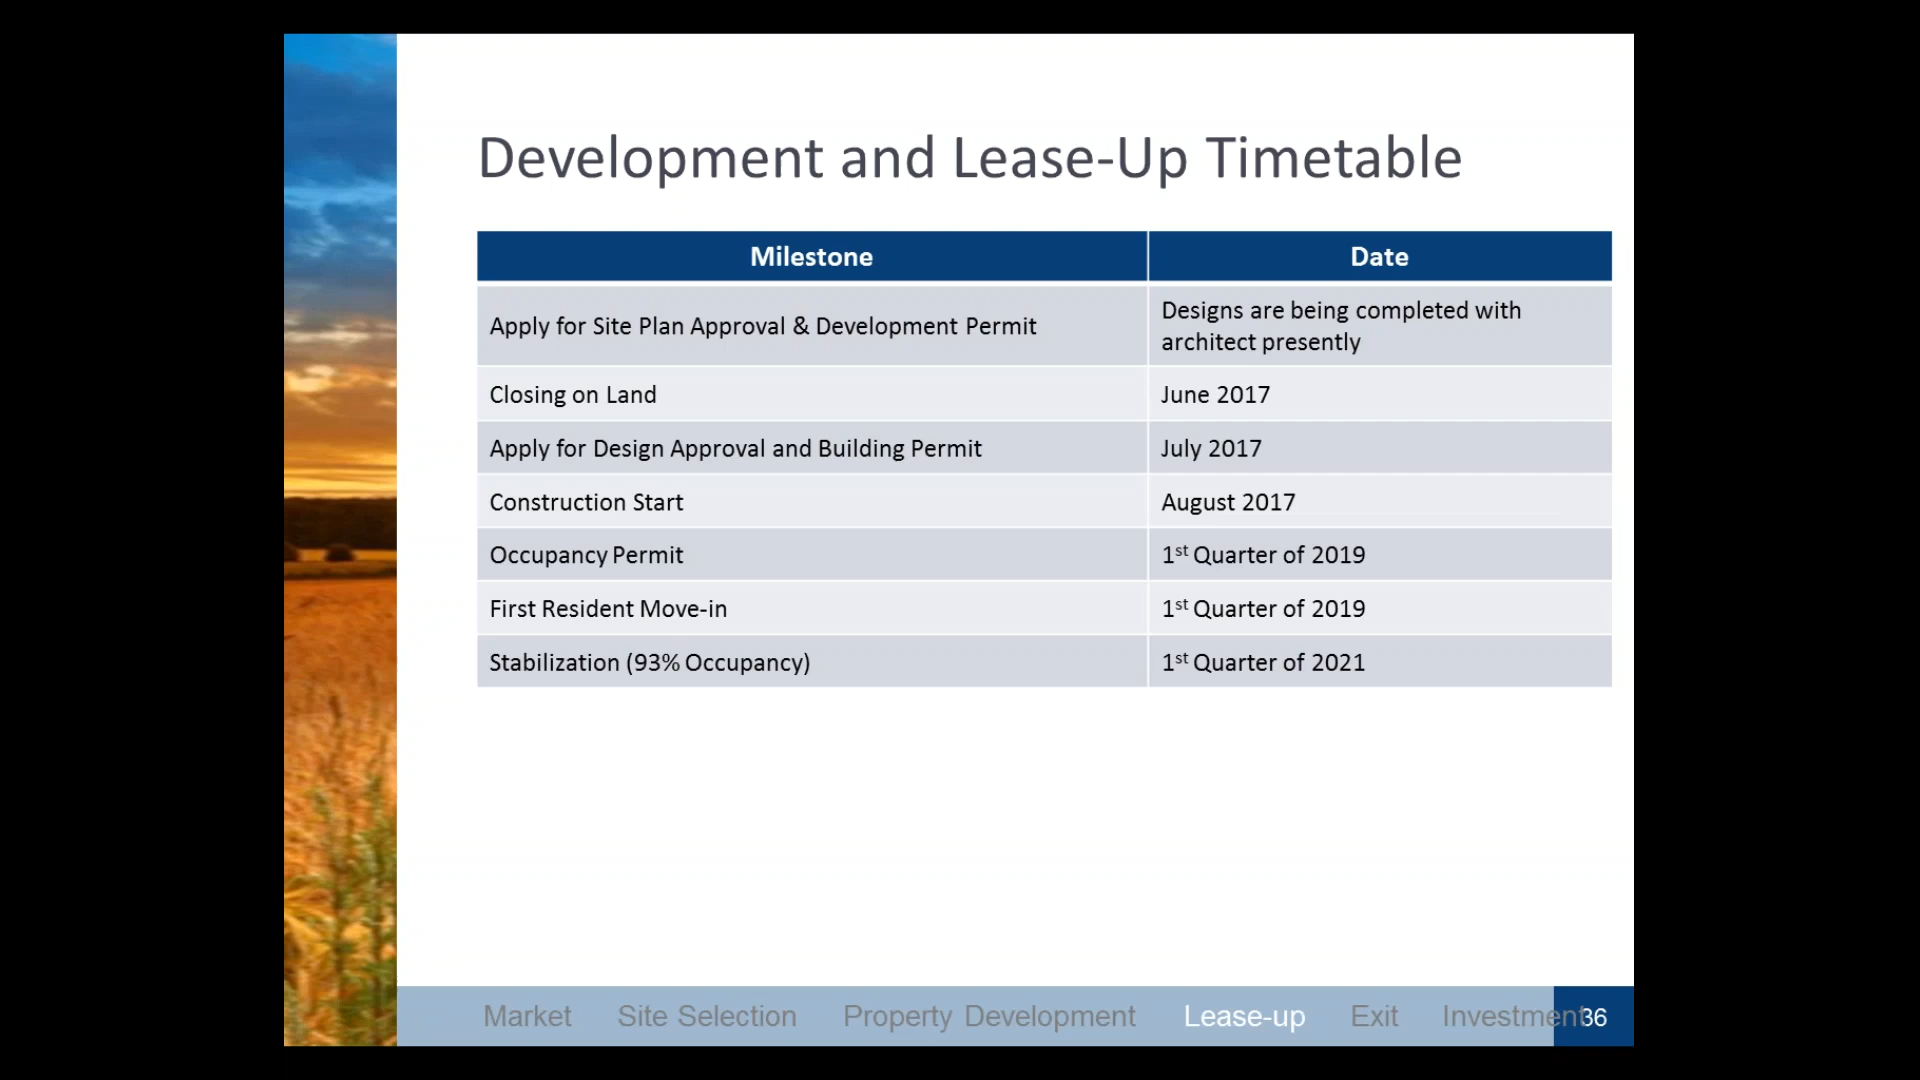 Development and Lease-Up Timetable
Milestone Date
Apply for Site Plan Approval & Development Permit Designs are being completed with
architect presently
Closing on Land June 2017
Apply for Design Approval and Building Permit July 2017
Construction Start August 2017
Occupancy Permit 1st Quarter of 2019
First Resident Move-in 1st Quarter of 2019
Stabilization (93% Occupancy) 1st Quarter of 2021
Market Site Selection Property Development Lease-up Exit Investment 36